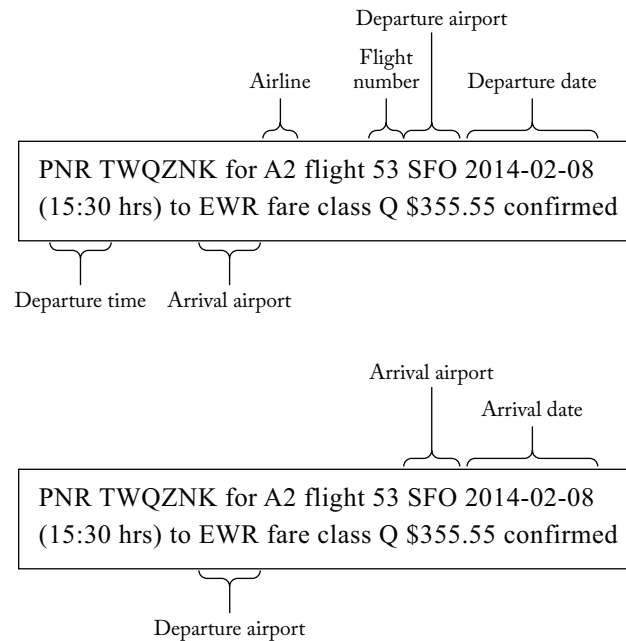 Departure airport
Flight
number
Airline
Departure date
PNR TWQZNK for A2 flight 53 SFO 2014-02-08
(15:30 hrs) to EWR fare class Q $355.55 confirmed
Departure time
Arrival airport
Arrival airport
Arrival date
PNR TWQZNK for A2 flight 53 SFO 2014-02-08
(15:30 hrs) to EWR fare class Q $355.55 confirmed
Departure airport